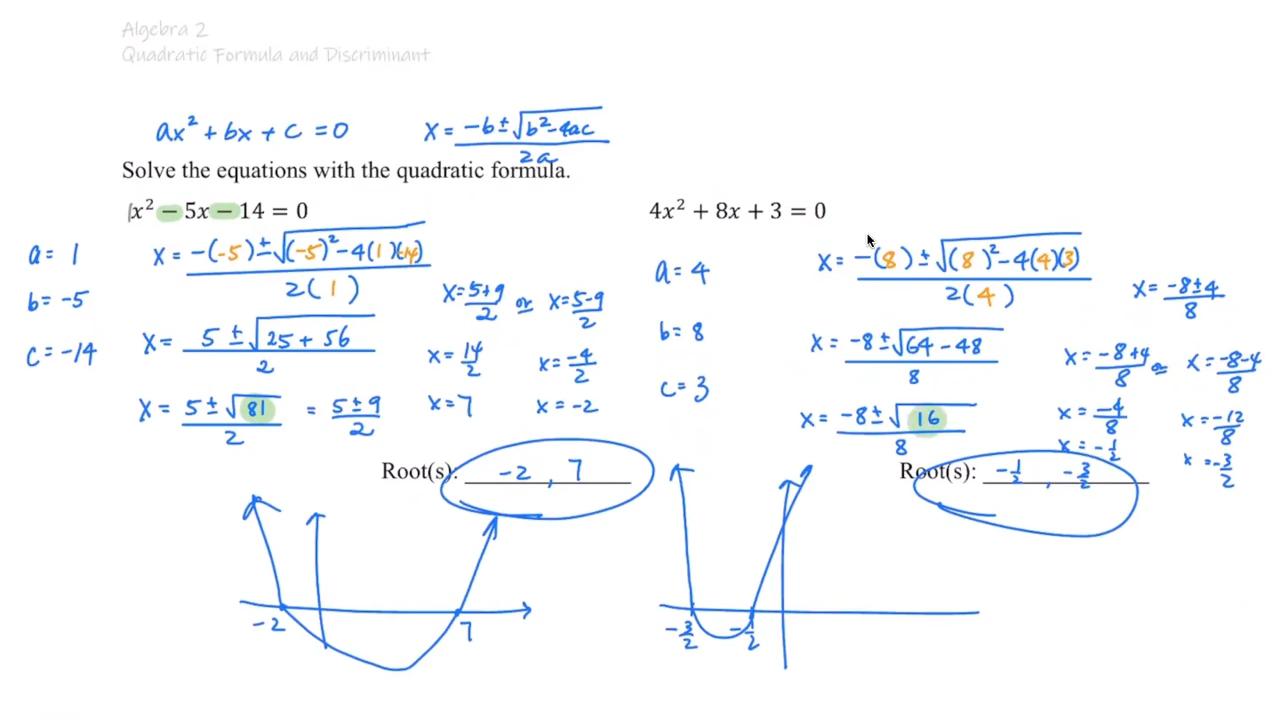 Algebra 2
Quadratic Formula and Discriminant
ax² + bx + c = 0
x = (-b ± √(b²-4ac))/2a
Solve the equations with the quadratic formula.
1x² − 5x − 14 = 0
a = 1
b = -5
c = -14
x = (-(-5) ± √((-5)² - 4(1)(-14)))/2(1)
x = (5 ± √(25 + 56))/2
x = (5 ± √81)/2 = (5 ± 9)/2
x = (5+9)/2 or x = (5-9)/2
x = 14/2 x = -4/2
x = 7 x = -2
Root(s): -2 , 7
-2 7
4x² + 8x + 3 = 0
a = 4
b = 8
c = 3
x = (-(8) ± √((8)² - 4(4)(3)))/2(4)
x = (-8 ± √(64 - 48))/8
x = (-8 ± √16)/8
x = (-8 ± 4)/8
x = (-8+4)/8 or x = (-8-4)/8
x = -4/8 x = -12/8
x = -1/2 x = -3/2
Root(s): -1/2 , -3/2
-3/2 -1/2